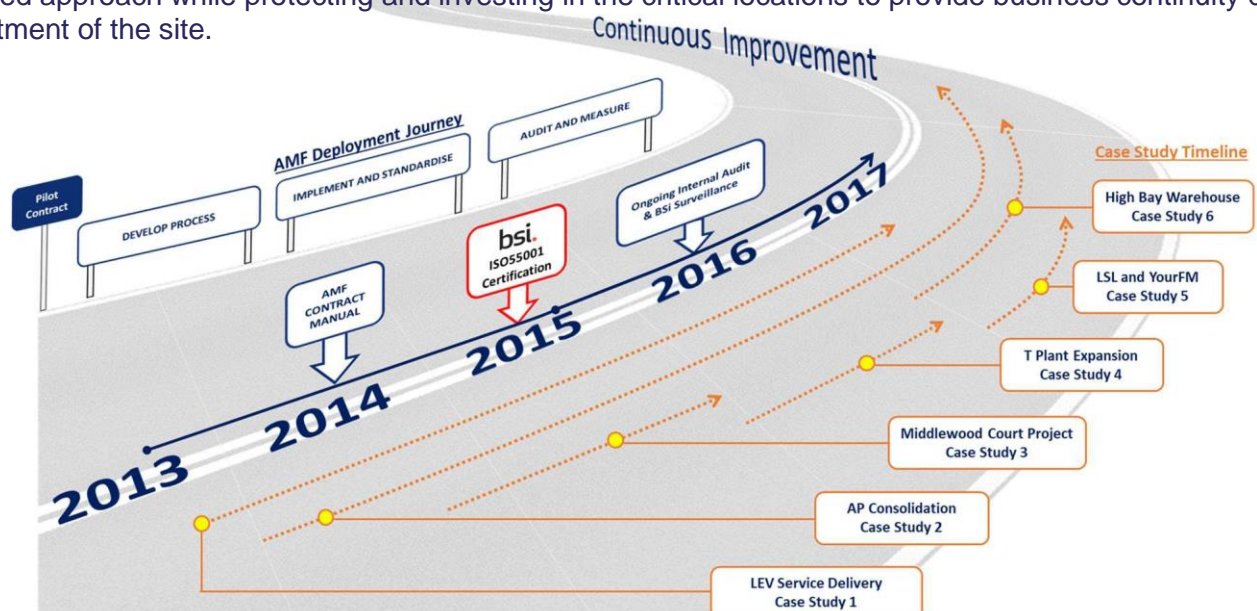 approach while protecting and investing in the critical locations to provide business continuity
of the site.
Continuous Improvement
AMF Deployment Journey
Pilot
Contract
DEVELOP PROCESS
IMPLEMENT AND STANDARDISE
AUDIT AND MEASURE
AMF
CONTRACT
MANUAL
bsi.
ISO55001
Certification
Ongoing Internal Audit
& BSi Surveillance
2013
2014
2015
2016
2017
Case Study Timeline
High Bay Warehouse
Case Study 6
LSL and YourFM
Case Study 5
T Plant Expansion
Case Study 4
Middlewood Court Project
Case Study 3
AP Consolidation
Case Study 2
LEV Service Delivery
Case Study 1